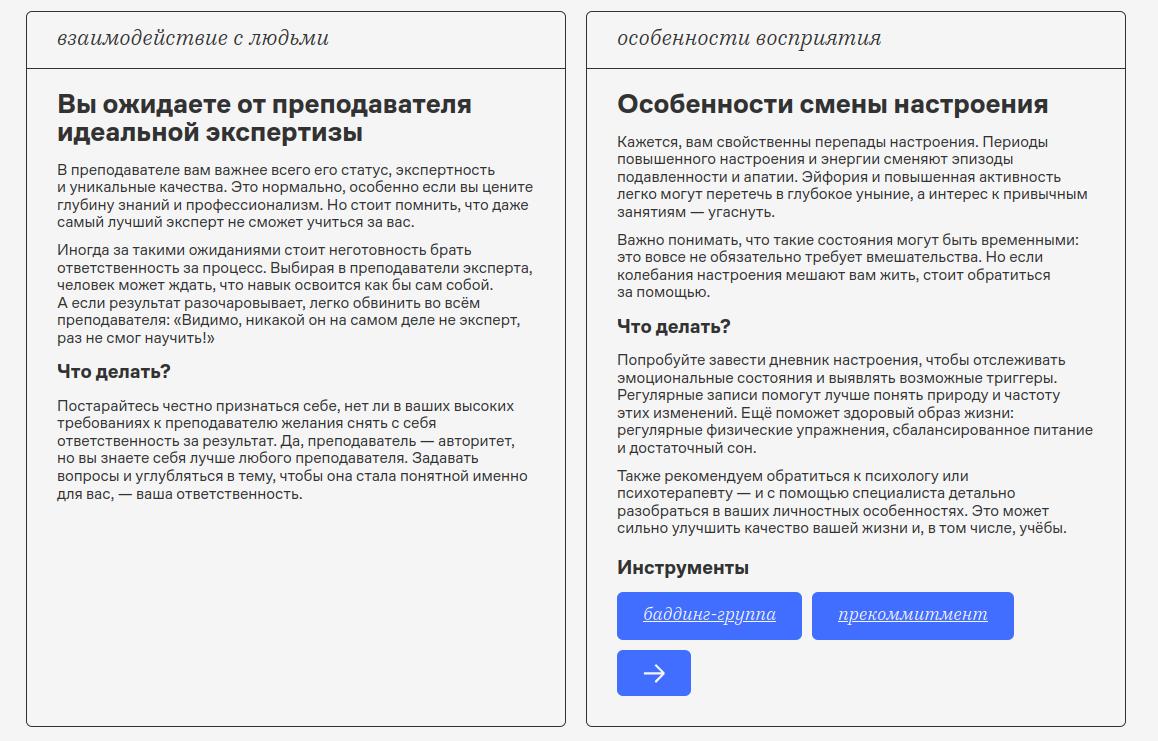 взаимодействие с людьми
Вы ожидаете от преподавателя
идеальной экспертизы
В преподавателе вам важнее всего его статус, экспертность
и уникальные качества. Это нормально, особенно если вы цените
глубину знаний и профессионализм. Но стоит помнить, что даже
самый лучший эксперт не сможет учиться за вас.
Иногда за такими ожиданиями стоит неготовность брать
ответственность за процесс. Выбирая в преподаватели эксперта,
человек может ждать, что навык освоится как бы сам собой.
А если результат разочаровывает, легко обвинить во всём
преподавателя: «Видимо, никакой он на самом деле не эксперт,
раз не смог научить!»
Что делать?
Постарайтесь честно признаться себе, нет ли в ваших высоких
требованиях к преподавателю желания снять с себя
ответственность за результат. Да, преподаватель — авторитет,
но вы знаете себя лучше любого преподавателя. Задавать
вопросы и углубляться в тему, чтобы она стала понятной именно
для вас, — ваша ответственность.
особенности восприятия
Особенности смены настроения
Кажется, вам свойственны перепады настроения. Периоды
повышенного настроения и энергии сменяют эпизоды
подавленности и апатии. Эйфория и повышенная активность
легко могут перетечь в глубокое уныние, а интерес к привычным
занятиям — угаснуть.
Важно понимать, что такие состояния могут быть временными:
это вовсе не обязательно требует вмешательства. Но если
колебания настроения мешают вам жить, стоит обратиться
за помощью.
Что делать?
Попробуйте завести дневник настроения, чтобы отслеживать
эмоциональные состояния и выявлять возможные триггеры.
Регулярные записи помогут лучше понять природу и частоту
этих изменений. Ещё поможет здоровый образ жизни:
регулярные физические упражнения, сбалансированное питание
и достаточный сон.
Также рекомендуем обратиться к психологу или
психотерапевту — и с помощью специалиста детально
разобраться в ваших личностных особенностях. Это может
сильно улучшить качество вашей жизни и, в том числе, учёбы.
Инструменты
баддинг-группа
прекоммитмент